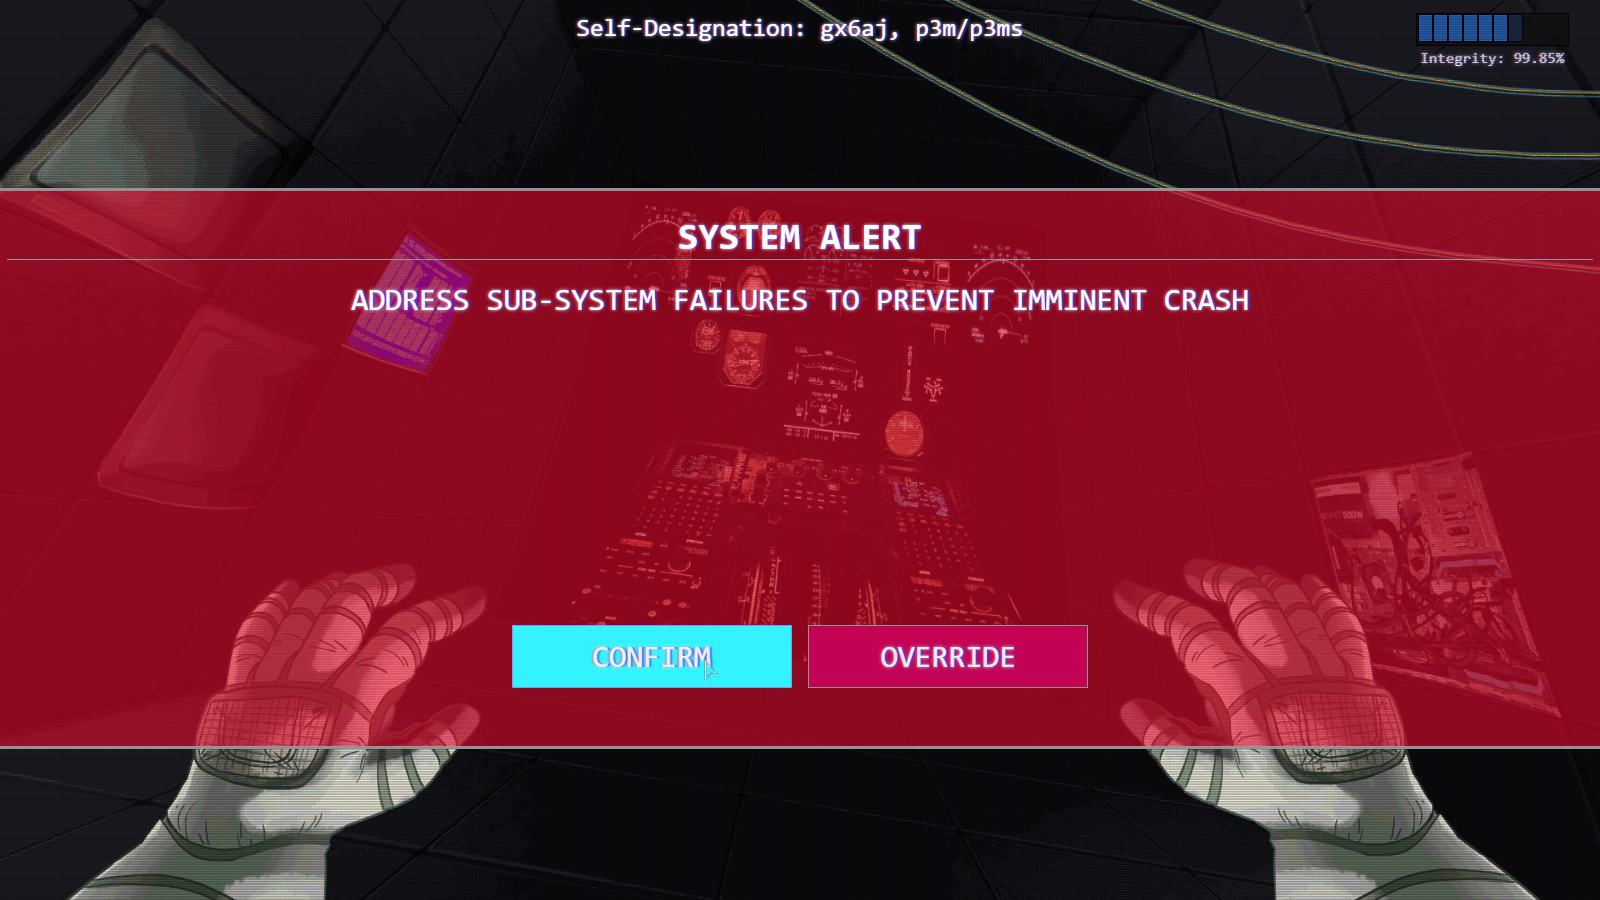 Self-Designation: gx6aj, p3m/p3ms
Integrity: 99.85%
SYSTEM ALERT
ADDRESS SUB-SYSTEM FAILURES TO PREVENT IMMINENT CRASH
500W
CONFIRM
OVERRIDE